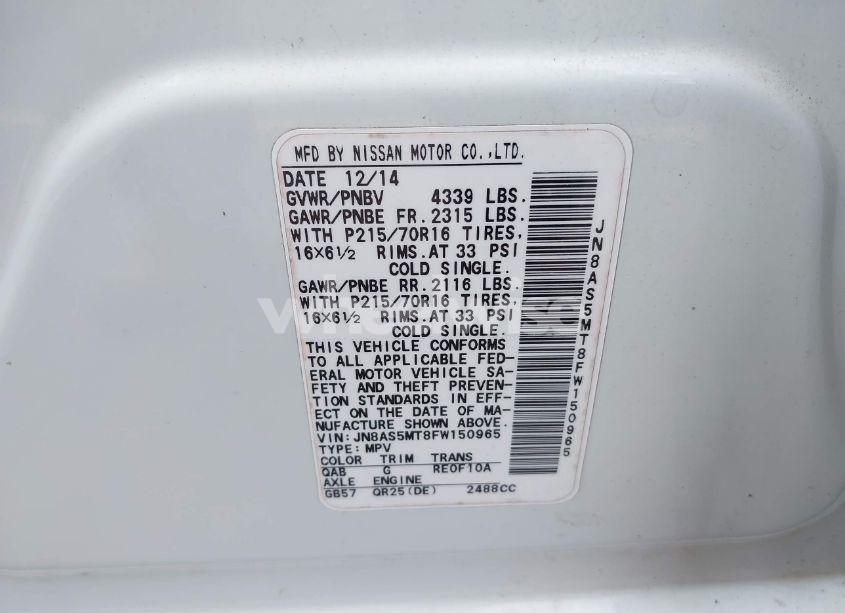 MFD BY NISSAN MOTOR CO.,LTD.
DATE 12/14
GVWR/PNBV 4339 LBS.
GAWR/PNBE FR. 2315 LBS.
WITH P215/70R16 TIRES,
16X6½ RIMS.AT 33 PSI
COLD SINGLE.
GAWR/PNBE RR. 2116 LBS.
WITH P215/70R16 TIRES,
16X6½ RIMS.AT 33 PSI
COLD SINGLE.
THIS VEHICLE CONFORMS
TO ALL APPLICABLE FED-
ERAL MOTOR VEHICLE SA-
FETY AND THEFT PREVEN-
TION STANDARDS IN EFF-
ECT ON THE DATE OF MA-
NUFACTURE SHOWN ABOVE.
VIN:JN8AS5MT8FW150965
TYPE:MPV
COLOR TRIM TRANS
QAB G RE0F10A
AXLE ENGINE
GB57 QR25(DE) 2488CC
JN8AS5MT8FW150965